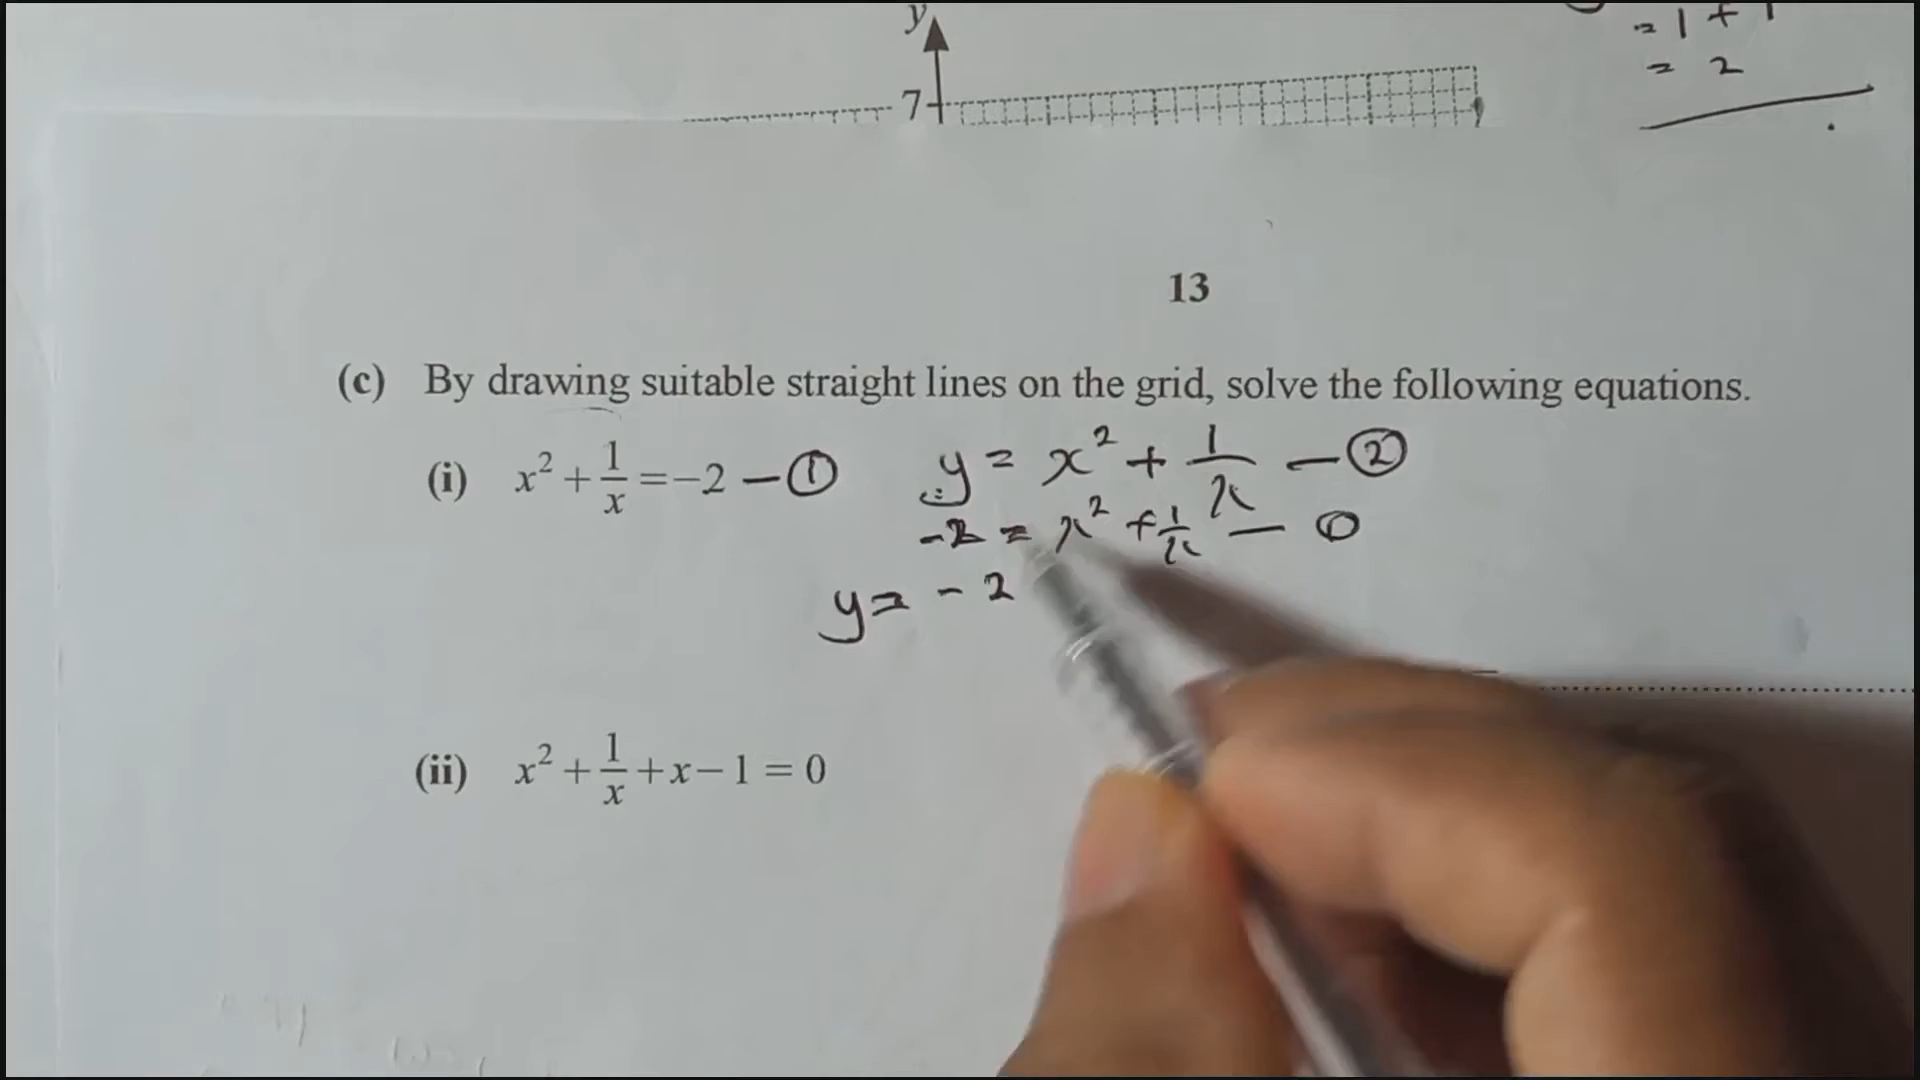 y
7
= 1 +
= 2
13
(c) By drawing suitable straight lines on the grid, solve the following equations.
(i) x² + 1/x = −2 — ①
y = x² + 1/x — ②
-2 = x² + 1/x — ①
y = - 2
(ii) x² + 1/x + x − 1 = 0